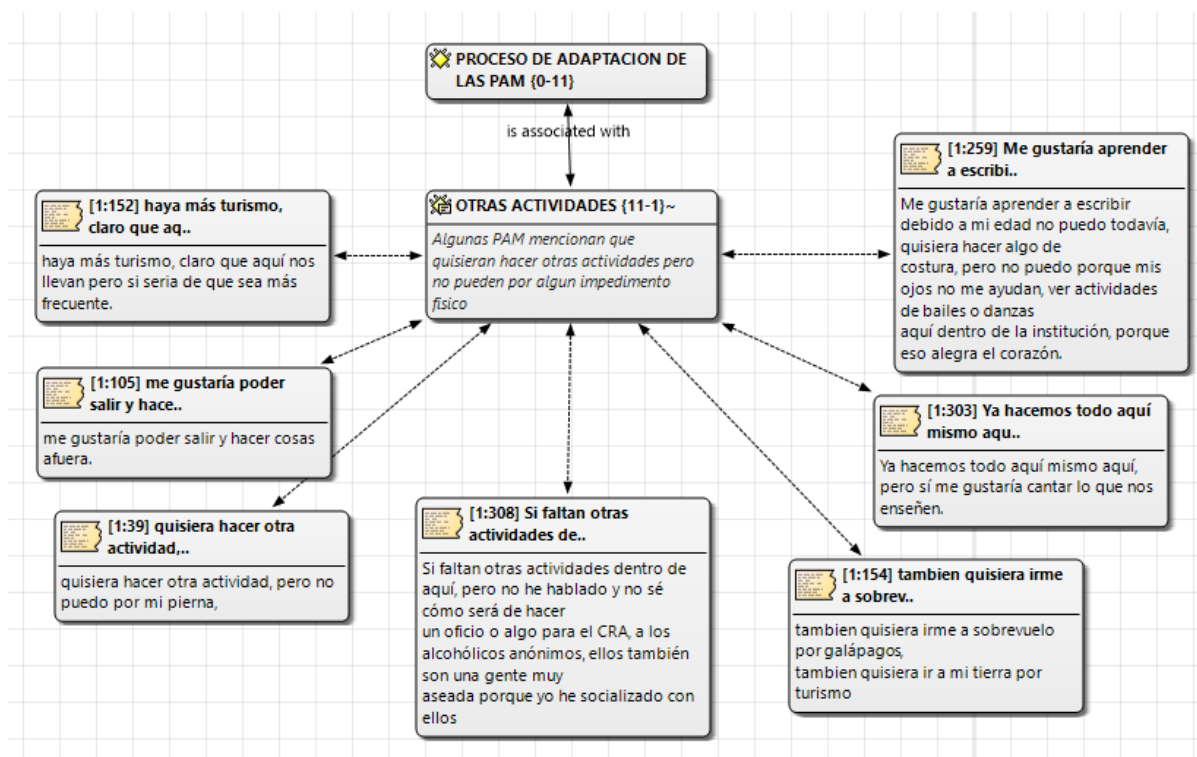 PROCESO DE ADAPTACION DE
LAS PAM {0-11}
is associated with
OTRAS ACTIVIDADES {11-1}~
Algunas PAM mencionan que
quisieran hacer otras actividades pero
no pueden por algun impedimento
fisico
[1:152] haya más turismo,
claro que aq..
haya más turismo, claro que aquí nos
llevan pero si seria de que sea más
frecuente.
[1:105] me gustaría poder
salir y hace..
me gustaría poder salir y hacer cosas
afuera.
[1:39] quisiera hacer otra
actividad,..
quisiera hacer otra actividad, pero no
puedo por mi pierna,
[1:308] Si faltan otras
actividades de..
Si faltan otras actividades dentro de
aquí, pero no he hablado y no sé
cómo será de hacer
un oficio o algo para el CRA, a los
alcohólicos anónimos, ellos también
son una gente muy
aseada porque yo he socializado con
ellos
[1:259] Me gustaría aprender
a escribi..
Me gustaría aprender a escribir
debido a mi edad no puedo todavía,
quisiera hacer algo de
costura, pero no puedo porque mis
ojos no me ayudan, ver actividades
de bailes o danzas
aquí dentro de la institución, porque
eso alegra el corazón.
[1:303] Ya hacemos todo aquí
mismo aqu..
Ya hacemos todo aquí mismo aquí,
pero sí me gustaría cantar lo que nos
enseñen.
[1:154] tambien quisiera irme
a sobrev..
tambien quisiera irme a sobrevuelo
por galápagos,
tambien quisiera ir a mi tierra por
turismo